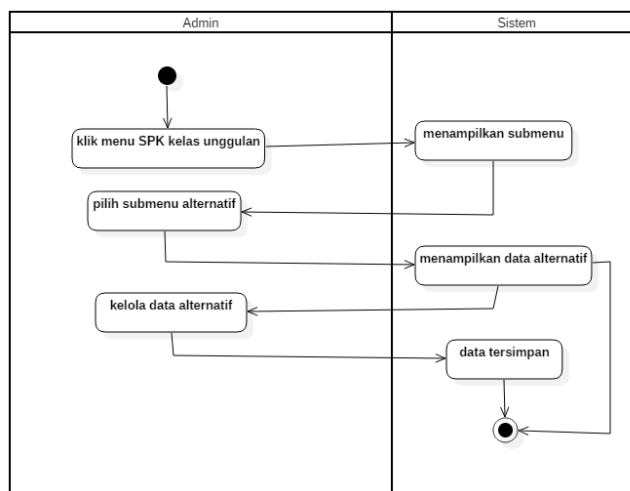 Admin
Sistem
klik menu SPK kelas unggulan
menampilkan submenu
pilih submenu alternatif
menampilkan data alternatif
kelola data alternatif
data tersimpan